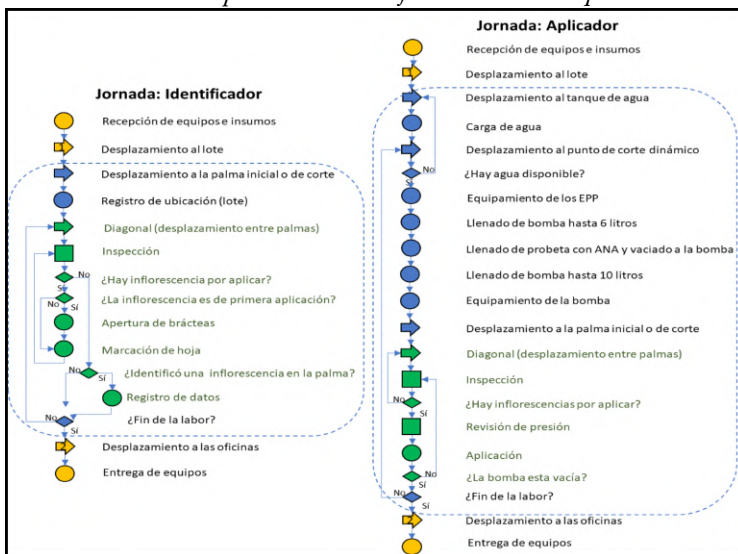 Jornada: Identificador
Recepción de equipos e insumos
Desplazamiento al lote
Desplazamiento a la palma inicial o de corte
Registro de ubicación (lote)
Diagonal (desplazamiento entre palmas)
Inspección
No
¿Hay inflorescencia por aplicar?
Sí
No
¿La inflorescencia es de primera aplicación?
Sí
Apertura de brácteas
Marcación de hoja
¿Identificó una inflorescencia en la palma?
No
Sí
Registro de datos
No
¿Fin de la labor?
Sí
2
Desplazamiento a las oficinas
Entrega de equipos
Jornada: Aplicador
Recepción de equipos e insumos
Desplazamiento al lote
Desplazamiento al tanque de agua
Carga de agua
Desplazamiento al punto de corte dinámico
No
¿Hay agua disponible?
Equipamiento de los EPP
Llenado de bomba hasta 6 litros
Llenado de probeta con ANA y vaciado a la bomba
Llenado de bomba hasta 10 litros
Equipamiento de la bomba
Desplazamiento a la palma inicial o de corte
Diagonal (desplazamiento entre palmas)
Inspección
¿Hay inflorescencias por aplicar?
No
Sí
Revisión de presión
Aplicación
¿La bomba esta vacía?
No
Sí
No
¿Fin de la labor?
Sí
2
Desplazamiento a las oficinas
Entrega de equipos